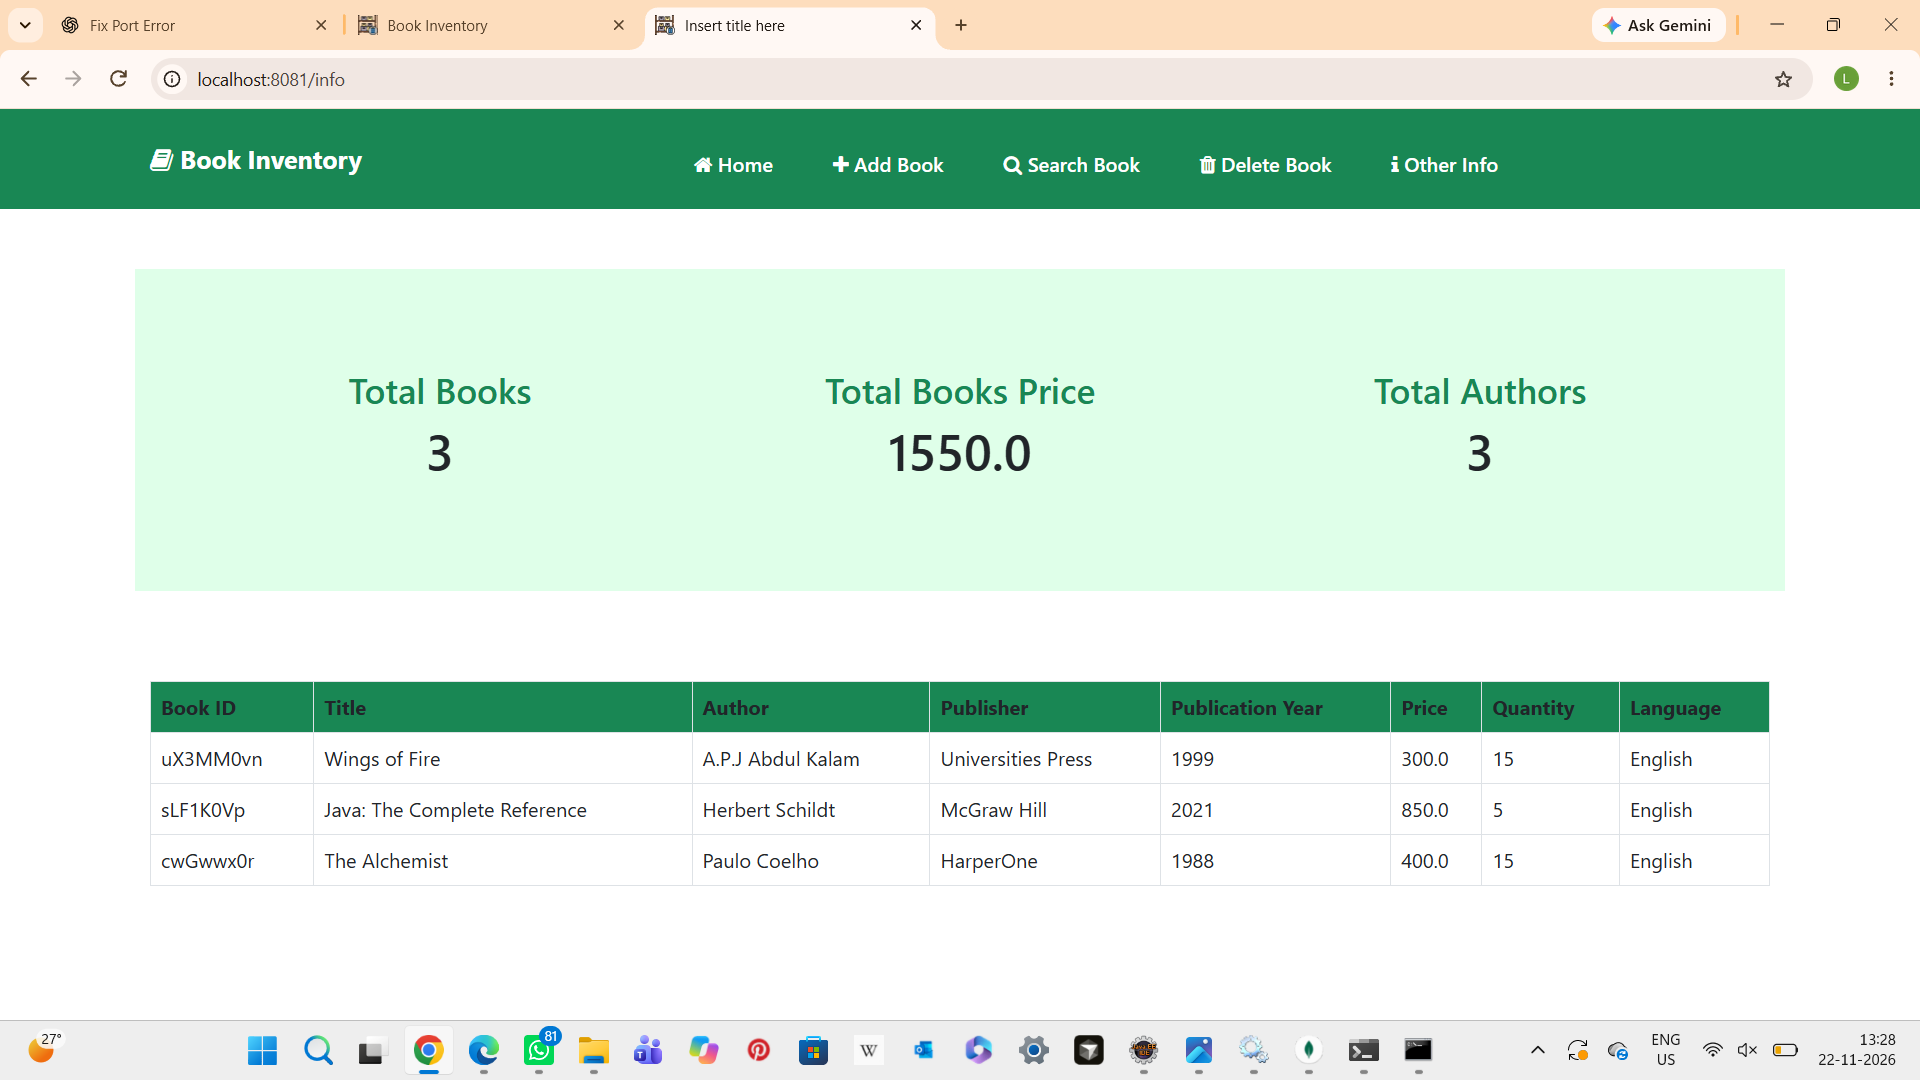 Fix Port Error
Book Inventory
Insert title here
Ask Gemini
localhost:8081/info
L
Book Inventory
Home
Add Book
Search Book
Delete Book
Other Info
Total Books
3
Total Books Price
1550.0
Total Authors
3
Book ID Title Author Publisher Publication Year Price Quantity Language
uX3MM0vn Wings of Fire A.P.J Abdul Kalam Universities Press 1999 300.0 15 English
sLF1K0Vp Java: The Complete Reference Herbert Schildt McGraw Hill 2021 850.0 5 English
cwGwwx0r The Alchemist Paulo Coelho HarperOne 1988 400.0 15 English
27°
81
W
ENG
US
13:28
22-11-2026